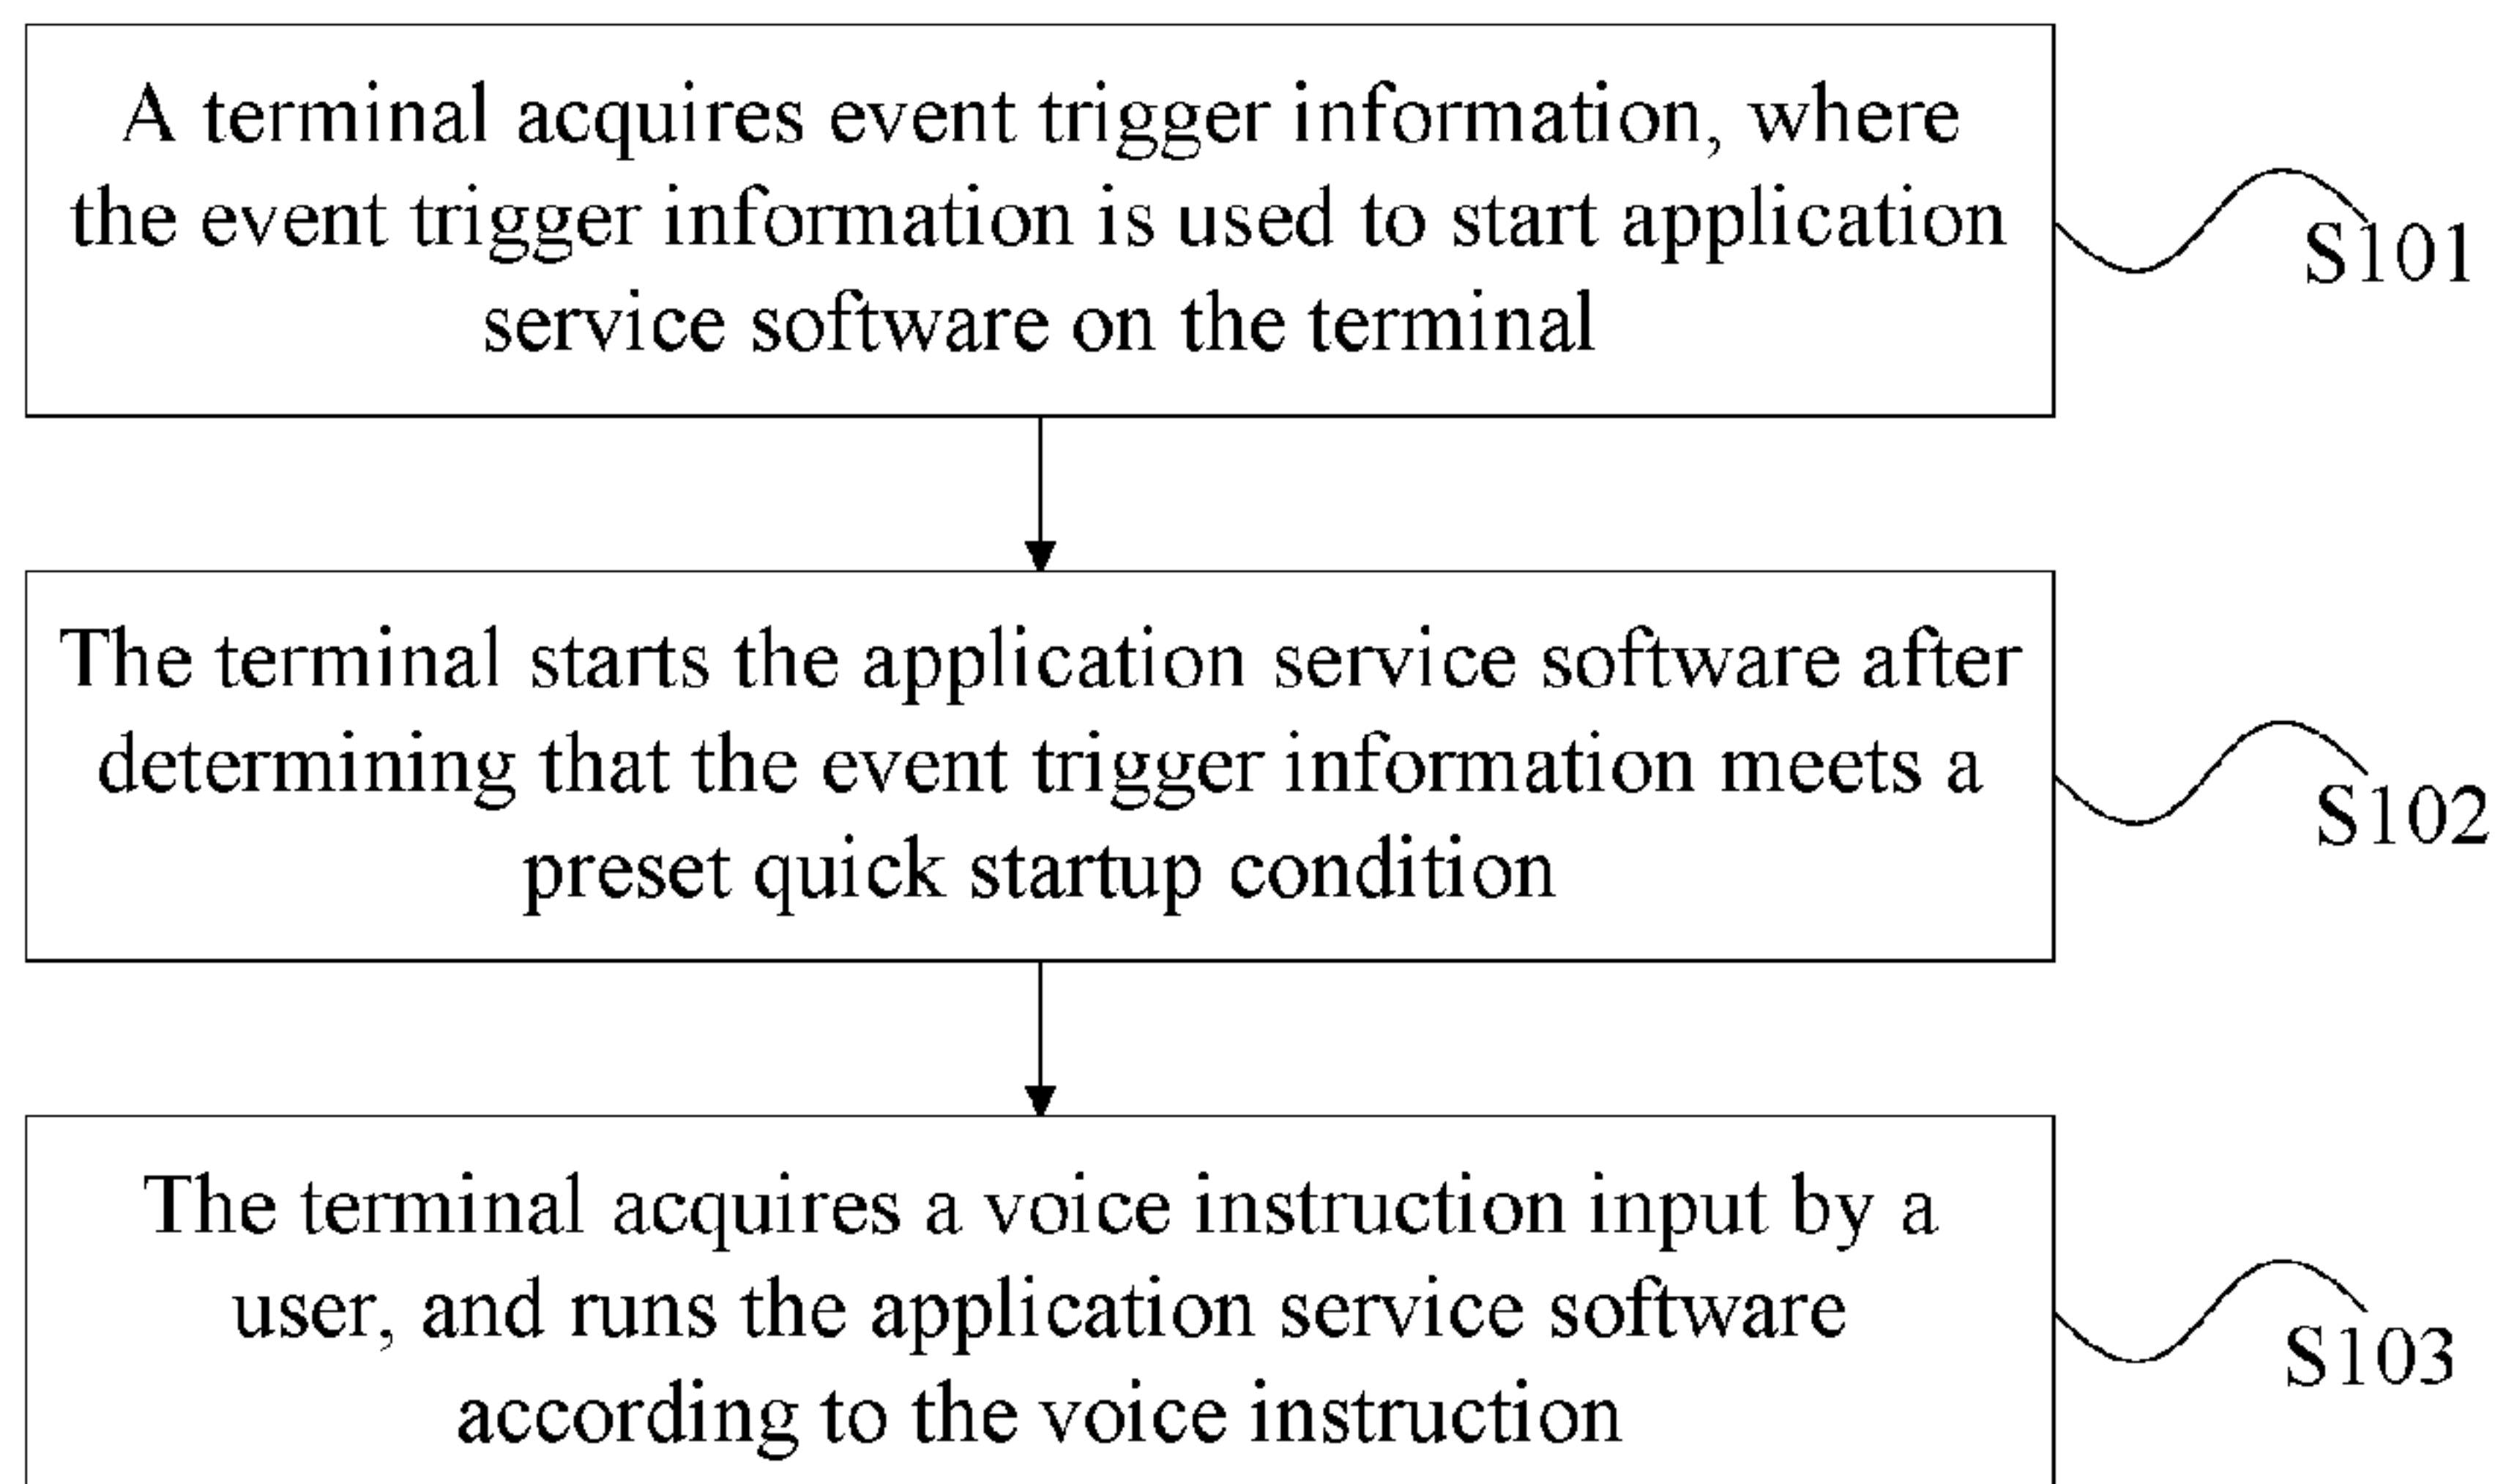 A terminal acquires event trigger information, where
the event trigger information is used to start application
service software on the terminal
S101
The terminal starts the application service software after
determining that the event trigger information meets a
preset quick startup condition
S102
The terminal acquires a voice instruction input by a
user, and runs the application service software
according to the voice instruction
S103